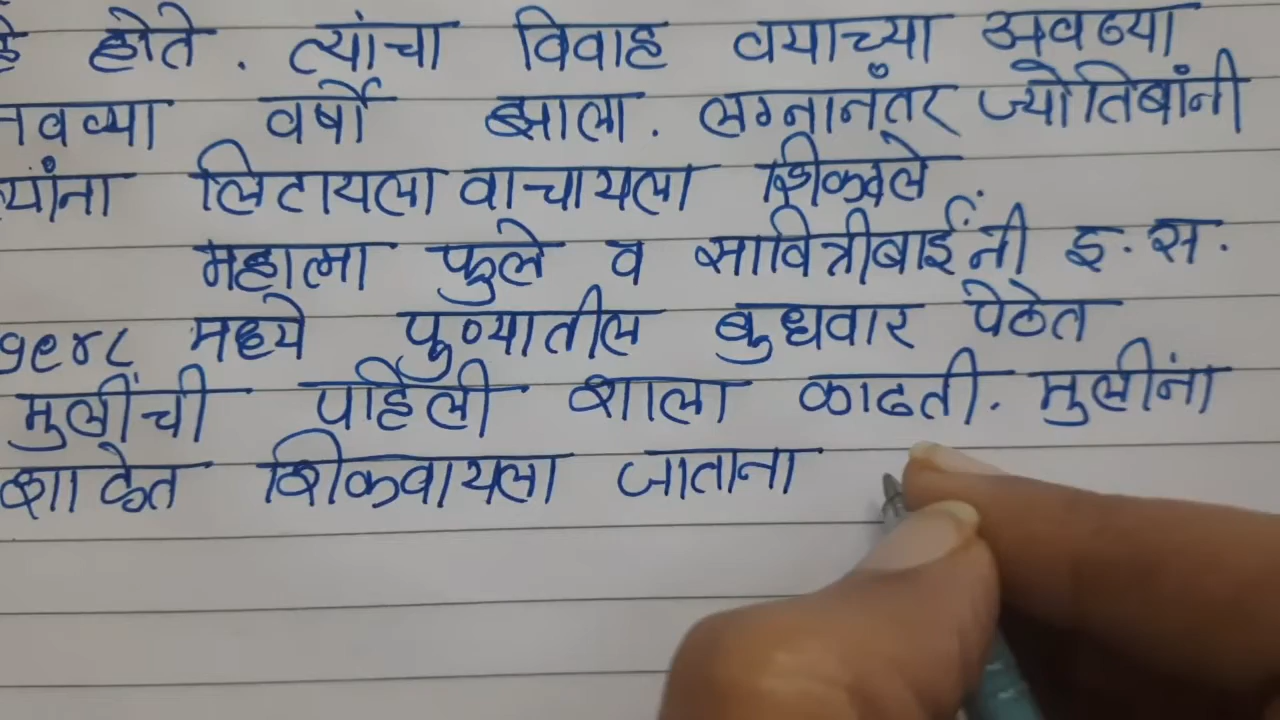 होते. त्यांचा विवाह वयाच्या अवघ्या
नवव्या वर्षी झाला. लग्नानंतर ज्योतिबांनी
त्यांना लिहायला वाचायला शिकवले.
महात्मा फुले व सावित्रीबाईंनी इ.स.
१८४८ मध्ये पुण्यातील बुधवार पेठेत
मुलींची पहिली शाला काढली. मुलींना
शाळेत शिकवायला जाताना